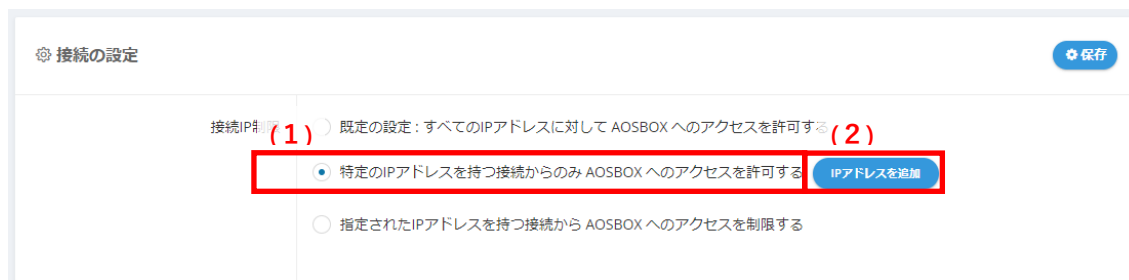 接続の設定
保存
接続IP制限
(1)
既定の設定 : すべてのIPアドレスに対して AOSBOX へのアクセスを許可する
(2)
特定のIPアドレスを持つ接続からのみ AOSBOX へのアクセスを許可する
IPアドレスを追加
指定されたIPアドレスを持つ接続から AOSBOX へのアクセスを制限する